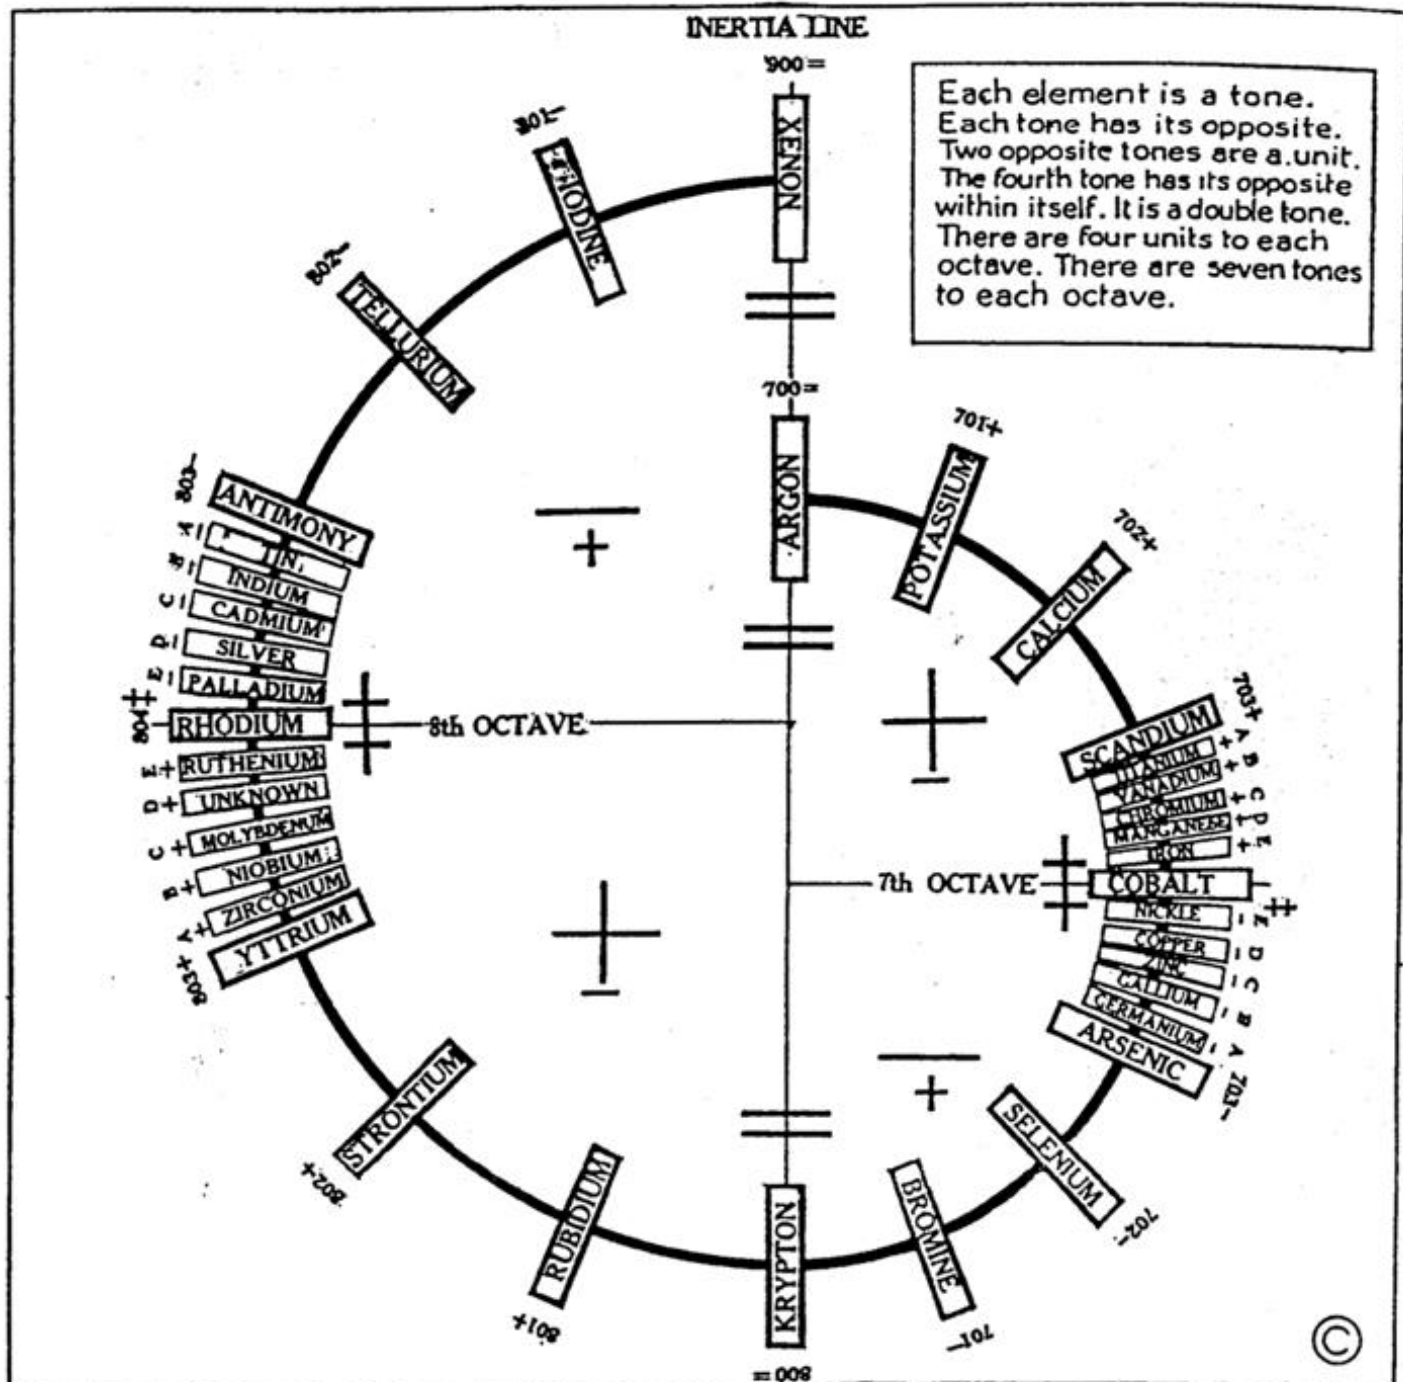 INERTIA LINE
900=
XENON
Each element is a tone.
Each tone has its opposite.
Two opposite tones are a.unit.
The fourth tone has its opposite
within itself. It is a double tone.
There are four units to each
octave. There are seven tones
to each octave.
801-
802-
TELLURIUM
803-
ANTIMONY
A-
TIN
B-
INDIUM
C-
CADMIUM
D-
SILVER
E-
PALLADIUM
804‡
RHODIUM
8th OCTAVE
E+
RUTHENIUM
D+
UNKNOWN
C+
MOLYBDENUM
B+
NIOBIUM
A+
ZIRCONIUM
803+
YTTRIUM
802+
STRONTIUM
801+
RUBIDIUM
800=
KRYPTON
700=
ARGON
701+
POTASSIUM
702+
CALCIUM
703+
SCANDIUM
A+
TITANIUM
B+
VANADIUM
C+
CHROMIUM
D+
MANGANESE
E+
IRON
7th OCTAVE
COBALT
‡
E-
NICKLE
D-
COPPER
C-
ZINC
B-
GALLIUM
A-
GERMANIUM
703-
ARSENIC
702-
SELENIUM
701-
BROMINE
©